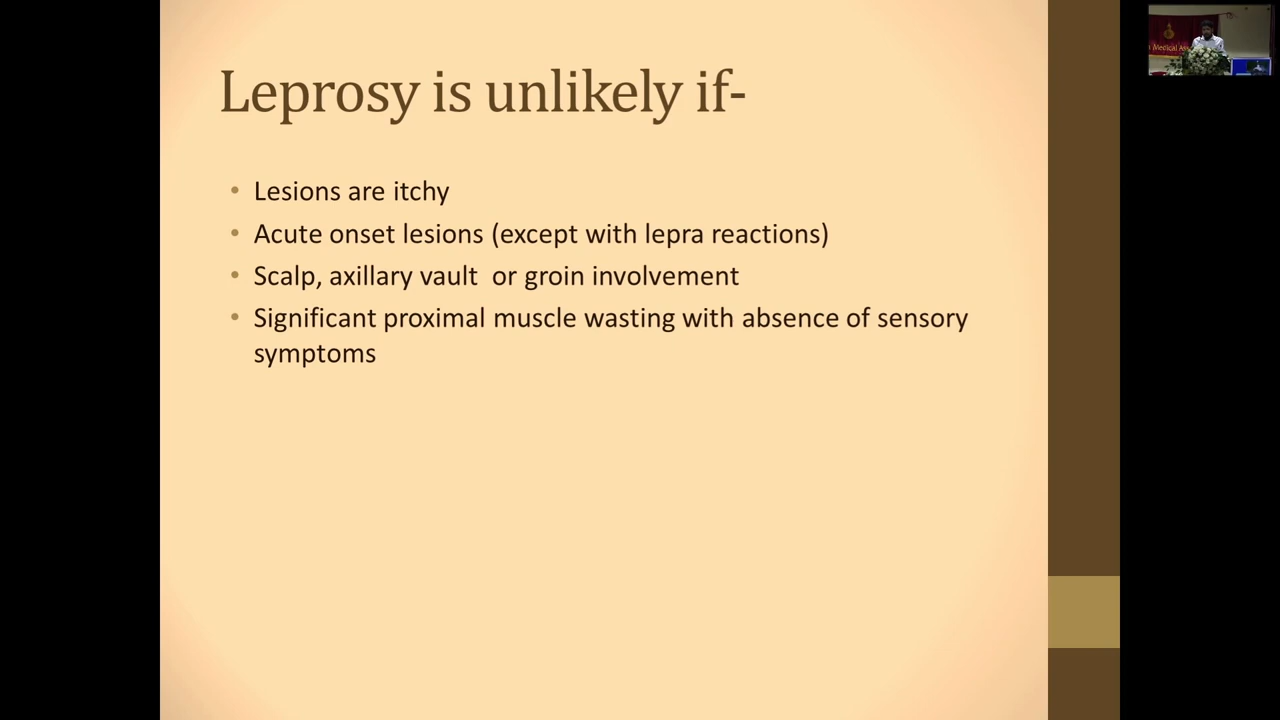 Leprosy is unlikely if-
• Lesions are itchy
• Acute onset lesions (except with lepra reactions)
• Scalp, axillary vault  or groin involvement
• Significant proximal muscle wasting with absence of sensory
symptoms
Medical